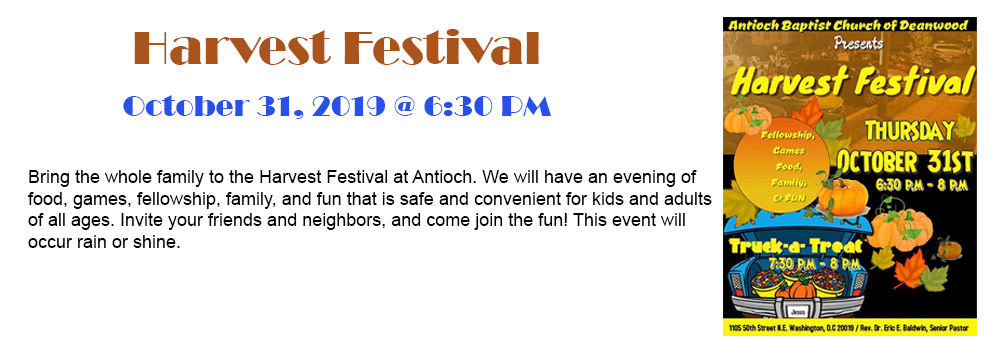 Harvest Festival
October 31, 2019 @ 6:30 PM
Bring the whole family to the Harvest Festival at Antioch. We will have an evening of
food, games, fellowship, family, and fun that is safe and convenient for kids and adults
of all ages. Invite your friends and neighbors, and come join the fun! This event will
occur rain or shine.
Antioch Baptist Church of Deanwood
Presents
Harvest Festival
THURSDAY
OCTOBER 31ST
6:30 P.M - 8 P.M
Fellowship,
Games
Food,
Family,
& FUN
Truck-a-Treat
7:30 P.M - 8 P.M
Jesus
1105 50th Street N.E. Washington, D.C 20019 / Rev. Dr. Eric E. Baldwin, Senior Pastor